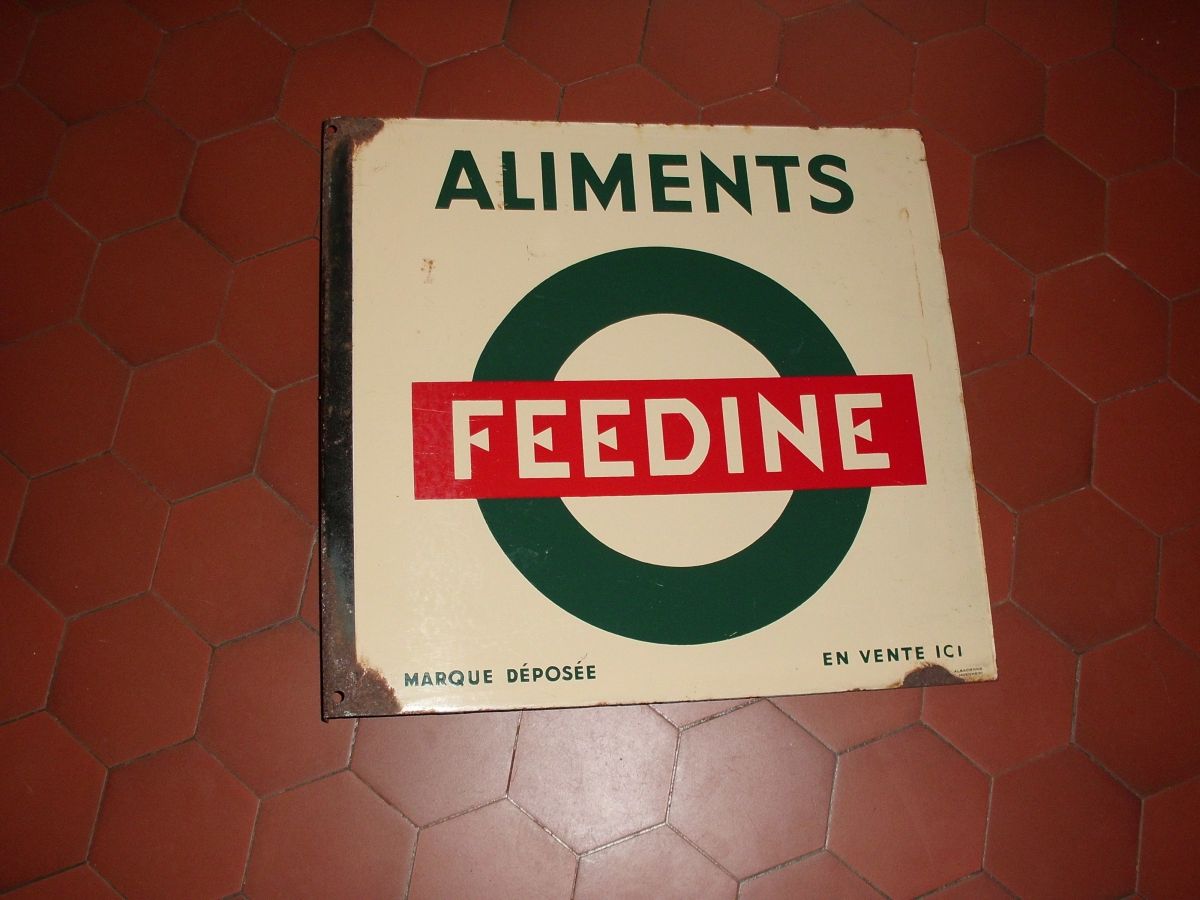 ALIMENTS
FEEDINE
MARQUE DÉPOSÉE
EN VENTE ICI